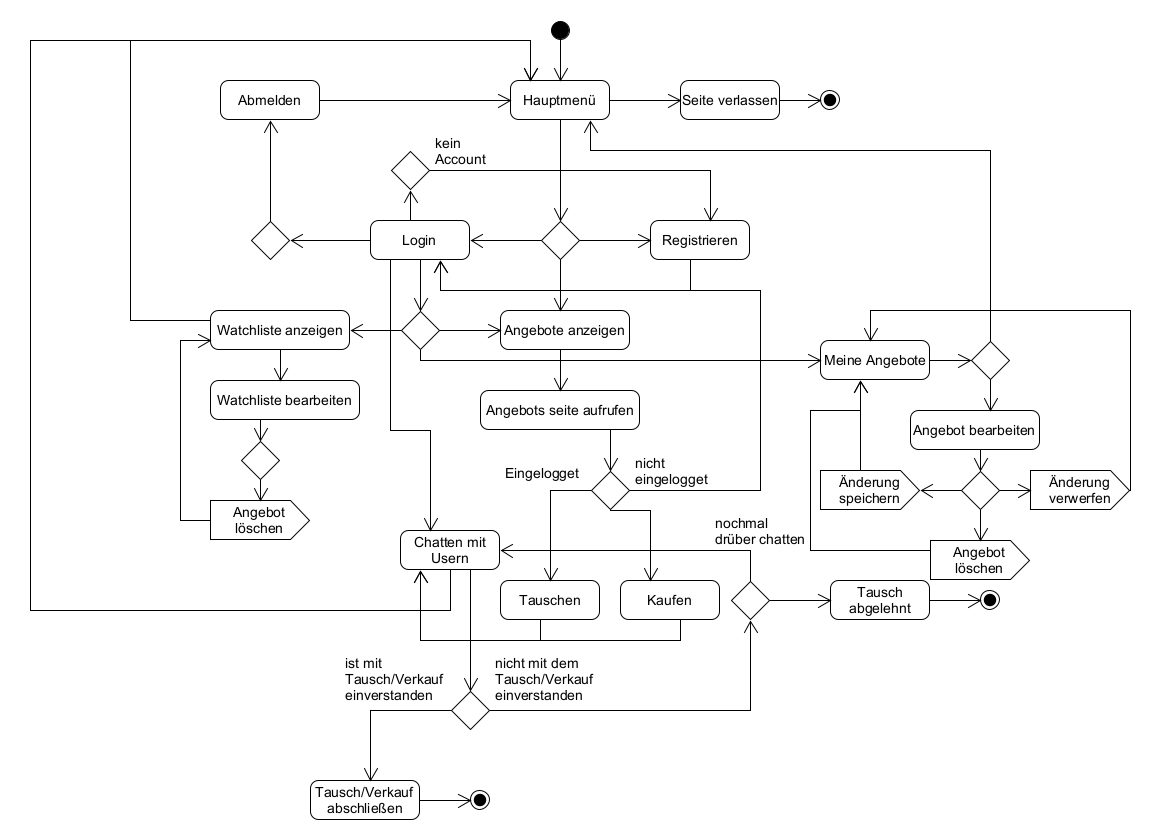 Abmelden
Hauptmenü
Seite verlassen
kein
Account
Login
Registrieren
Watchliste anzeigen
Angebote anzeigen
Meine Angebote
Watchliste bearbeiten
Angebots seite aufrufen
Angebot bearbeiten
Eingelogget
nicht
eingelogget
Änderung
speichern
Änderung
verwerfen
Angebot
löschen
nochmal
drüber chatten
Chatten mit
Usern
Angebot
löschen
Tauschen
Kaufen
Tausch
abgelehnt
ist mit
Tausch/Verkauf
einverstanden
nicht mit dem
Tausch/Verkauf
einverstanden
Tausch/Verkauf
abschließen